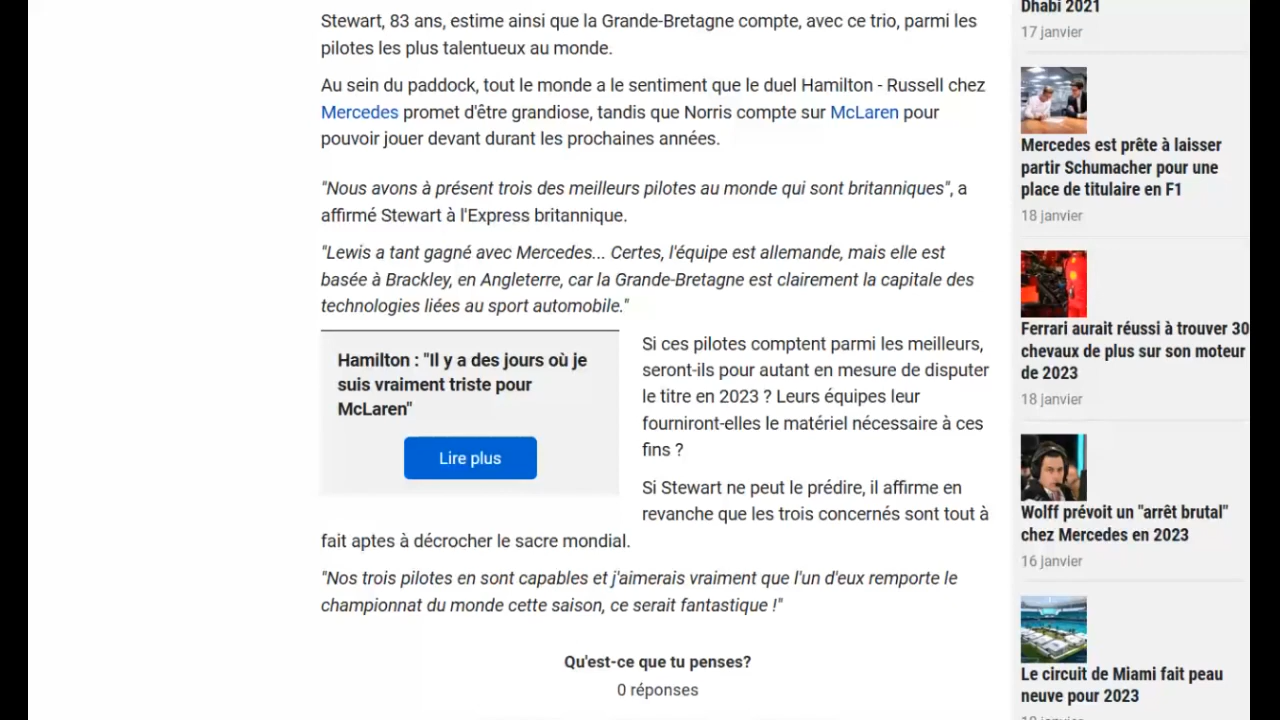 Stewart, 83 ans, estime ainsi que la Grande-Bretagne compte, avec ce trio, parmi les
pilotes les plus talentueux au monde.
Au sein du paddock, tout le monde a le sentiment que le duel Hamilton - Russell chez
Mercedes promet d'être grandiose, tandis que Norris compte sur McLaren pour
pouvoir jouer devant durant les prochaines années.
"Nous avons à présent trois des meilleurs pilotes au monde qui sont britanniques", a
affirmé Stewart à l'Express britannique.
"Lewis a tant gagné avec Mercedes... Certes, l'équipe est allemande, mais elle est
basée à Brackley, en Angleterre, car la Grande-Bretagne est clairement la capitale des
technologies liées au sport automobile."
Hamilton : "Il y a des jours où je
suis vraiment triste pour
McLaren"
Lire plus
Si ces pilotes comptent parmi les meilleurs,
seront-ils pour autant en mesure de disputer
le titre en 2023 ? Leurs équipes leur
fourniront-elles le matériel nécessaire à ces
fins ?
Si Stewart ne peut le prédire, il affirme en
revanche que les trois concernés sont tout à
fait aptes à décrocher le sacre mondial.
"Nos trois pilotes en sont capables et j'aimerais vraiment que l'un d'eux remporte le
championnat du monde cette saison, ce serait fantastique !"
Qu'est-ce que tu penses?
0 réponses
Dhabi 2021
17 janvier
Mercedes est prête à laisser
partir Schumacher pour une
place de titulaire en F1
18 janvier
Ferrari aurait réussi à trouver 30
chevaux de plus sur son moteur
de 2023
18 janvier
Wolff prévoit un "arrêt brutal"
chez Mercedes en 2023
16 janvier
Le circuit de Miami fait peau
neuve pour 2023